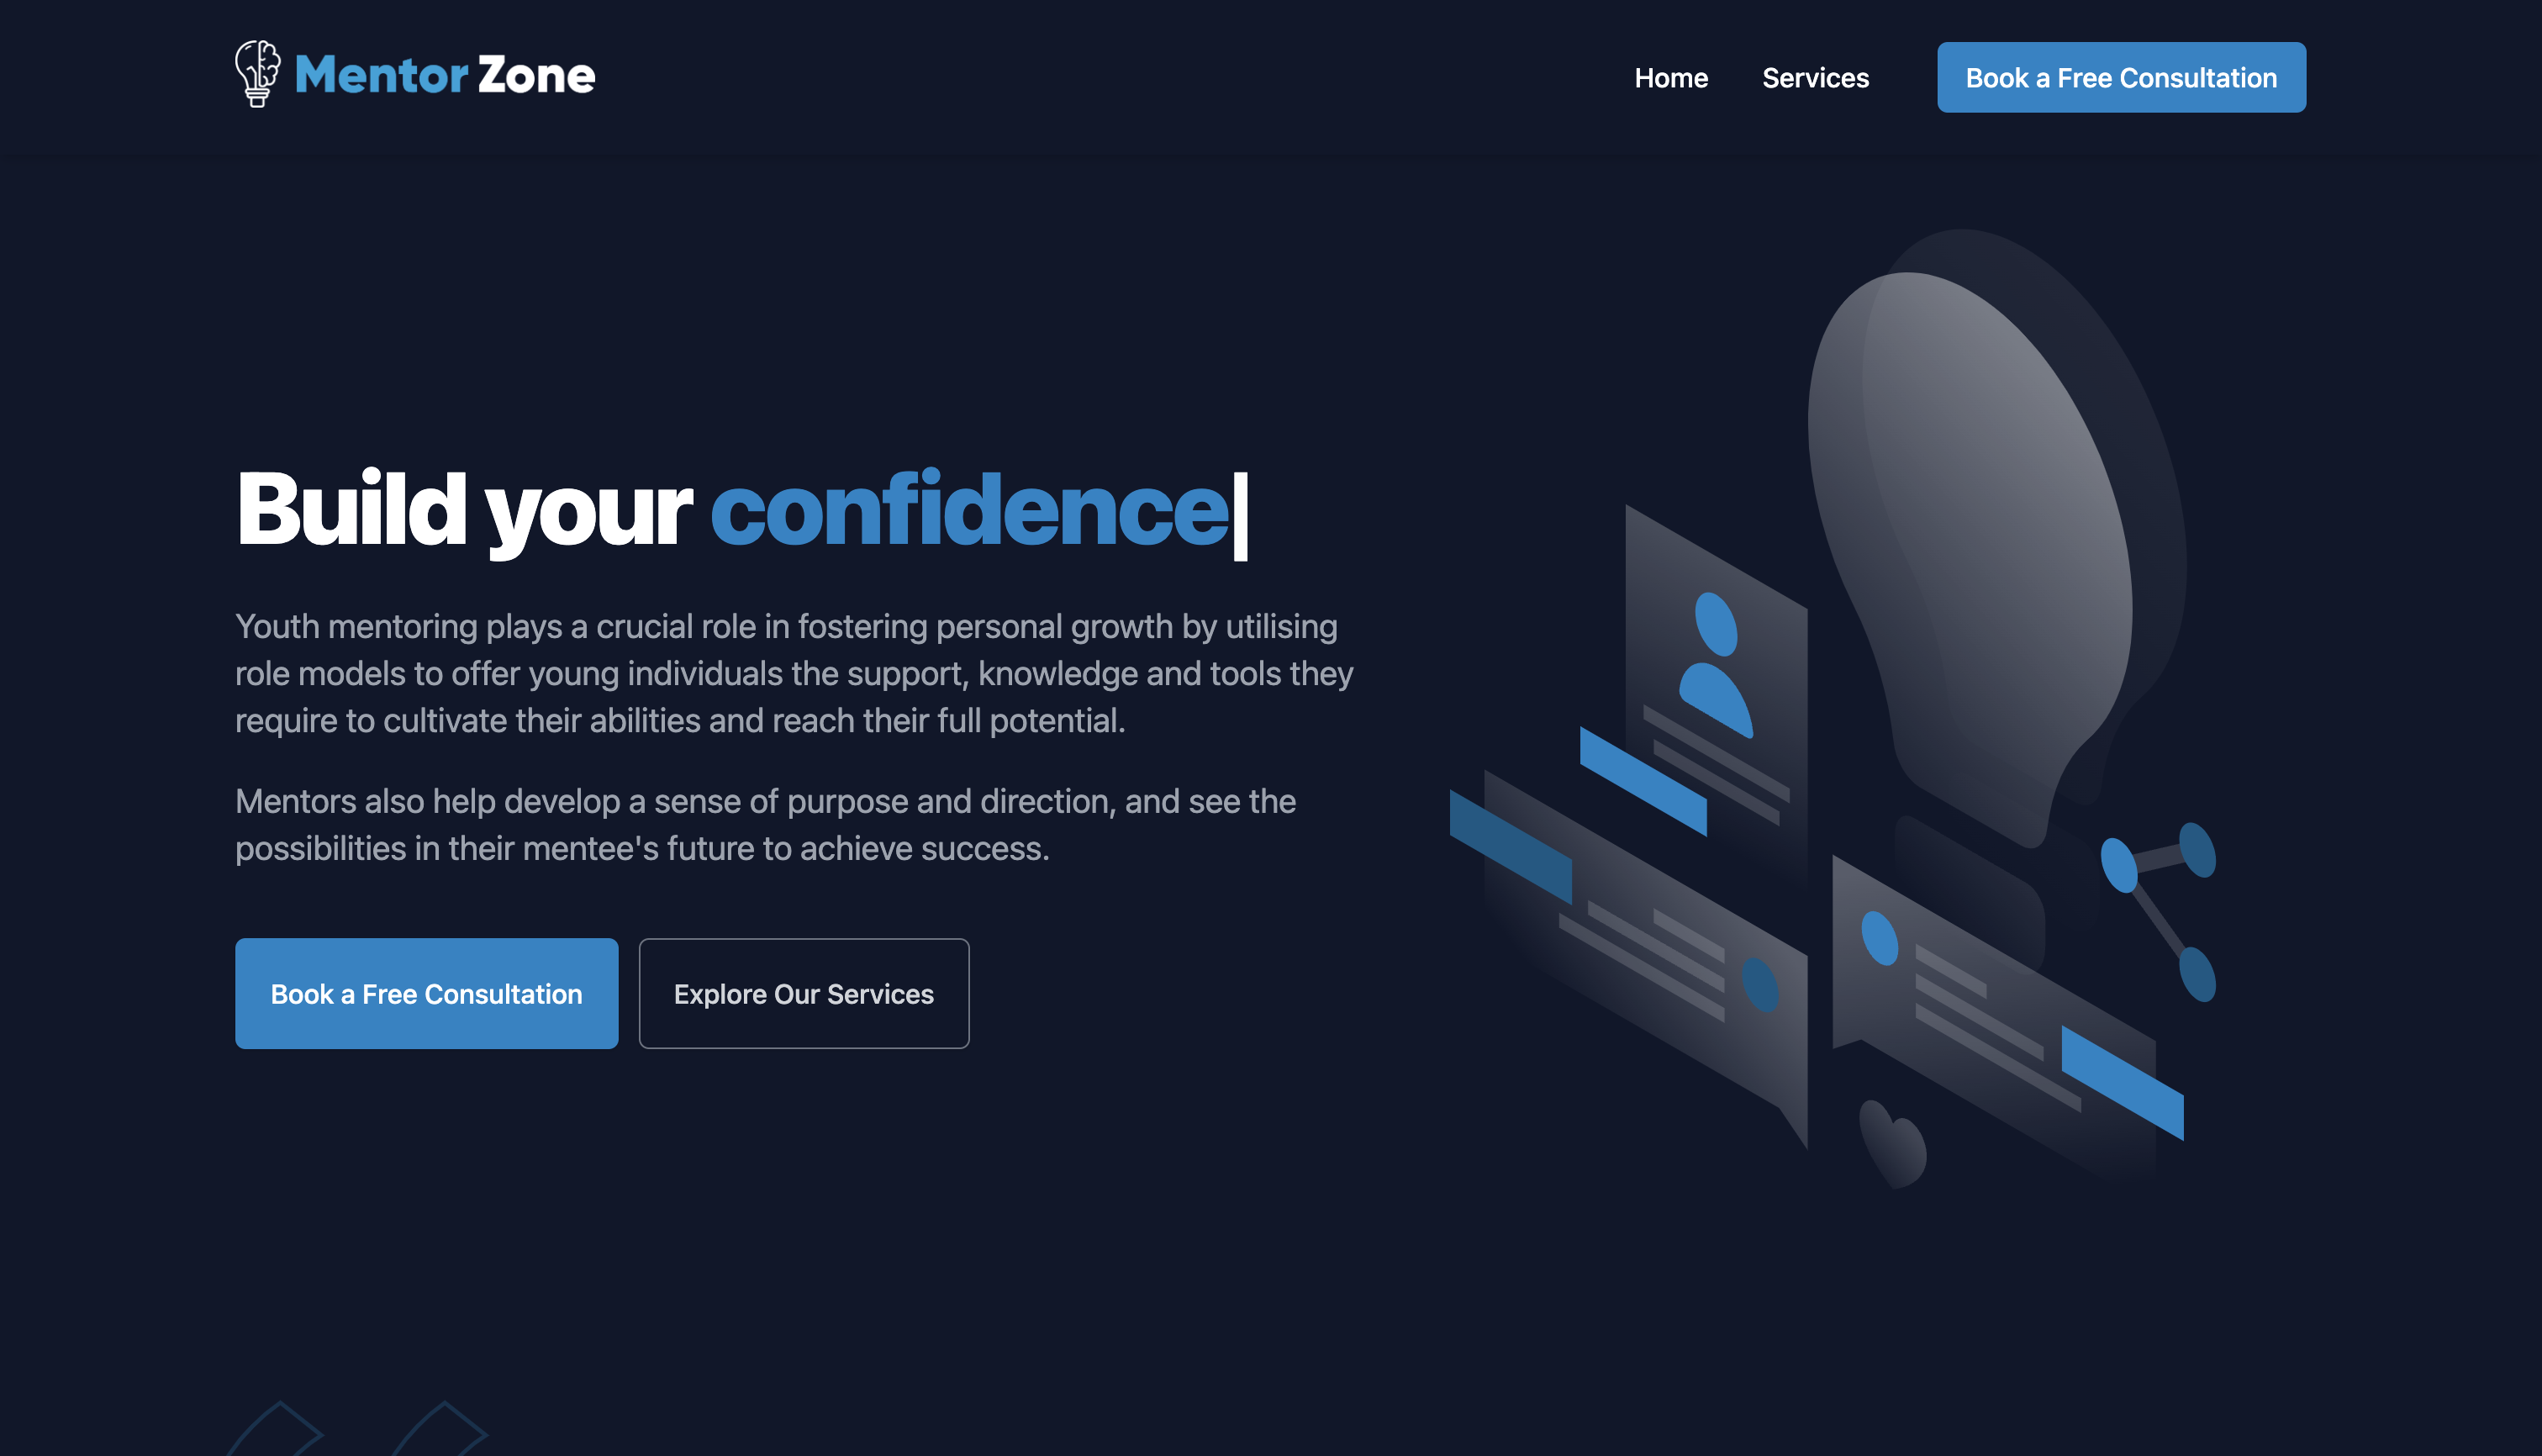 Mentor Zone
Home
Services
Book a Free Consultation
Build your confidence|
Youth mentoring plays a crucial role in fostering personal growth by utilising
role models to offer young individuals the support, knowledge and tools they
require to cultivate their abilities and reach their full potential.
Mentors also help develop a sense of purpose and direction, and see the
possibilities in their mentee's future to achieve success.
Book a Free Consultation
Explore Our Services